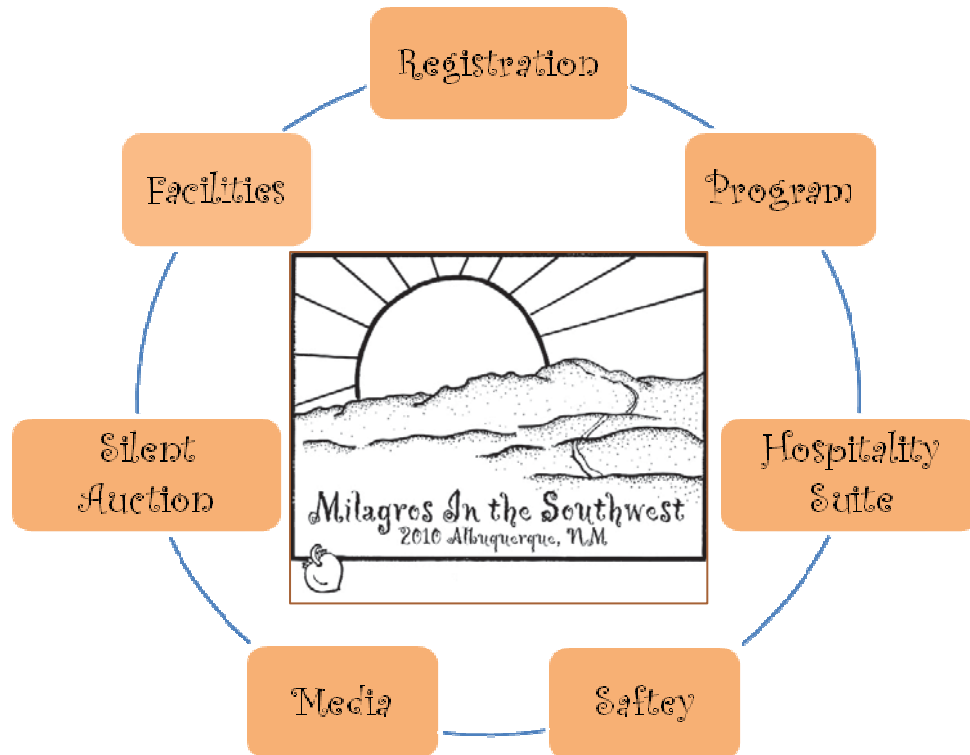 Registration
Facilities
Program
Silent
Auction
Hospitality
Suite
Milagros In the Southwest
2010 Albuquerque, NM
Media
Saftey